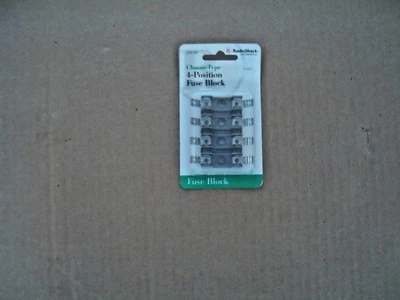 RadioShack
Chassis-Type
4-Position
Fuse Block
Fuse Block